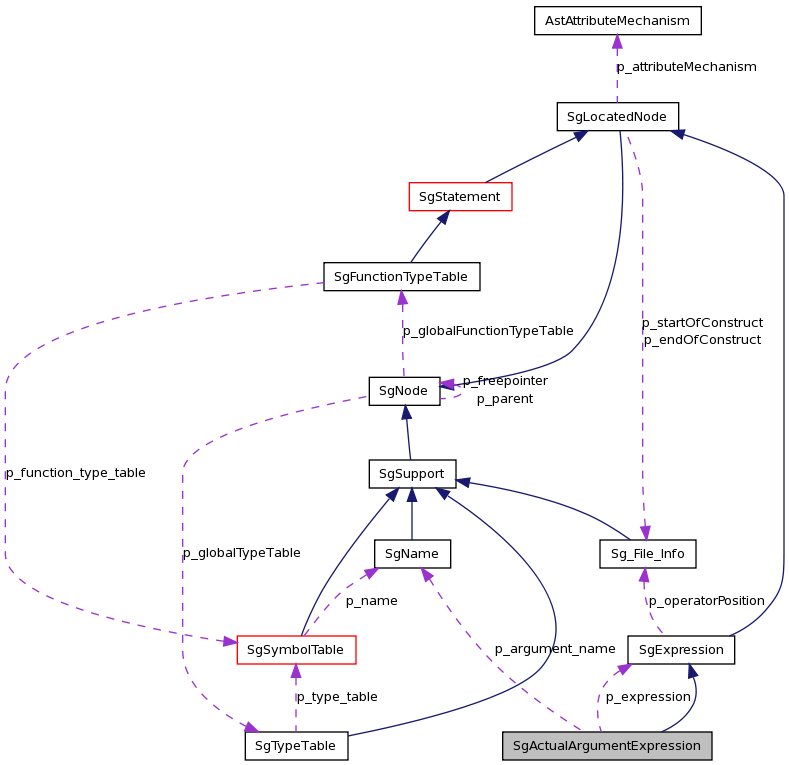 AstAttributeMechanism
p_attributeMechanism
SgLocatedNode
SgStatement
SgFunctionTypeTable
p_startOfConstruct
p_endOfConstruct
p_globalFunctionTypeTable
SgNode
p_freepointer
p_parent
p_function_type_table
SgSupport
p_globalTypeTable
SgName
Sg_File_Info
p_name
p_operatorPosition
SgSymbolTable
p_argument_name
SgExpression
p_type_table
p_expression
SgTypeTable
SgActualArgumentExpression